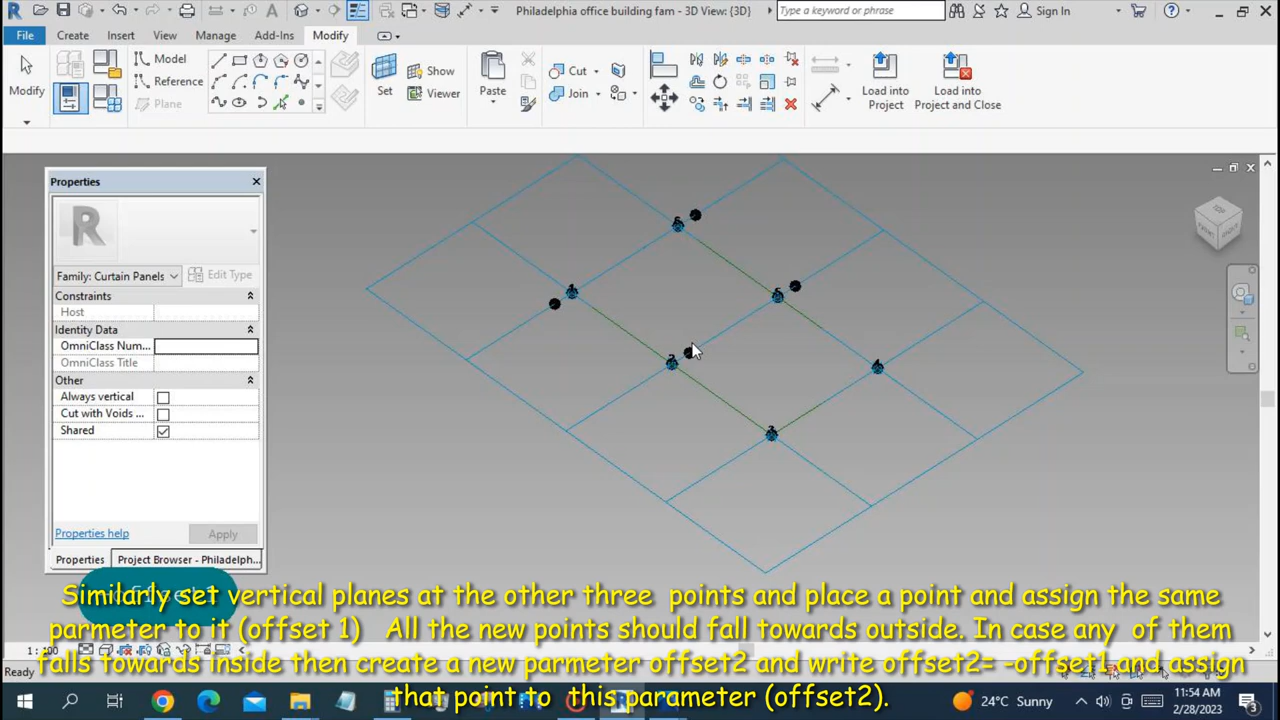 Philadelphia office building fam - 3D View: {3D}
Type a keyword or phrase
Sign In
File
Create
Insert
View
Manage
Add-Ins
Modify
Modify
Model
Reference
Plane
Set
Show
Viewer
Paste
Cut
Join
Load into
Project
Load into
Project and Close
Properties
Family: Curtain Panels
Edit Type
Constraints
Host
Identity Data
OmniClass Num...
OmniClass Title
Other
Always vertical
Cut with Voids ...
Shared
Properties help
Apply
Properties
Project Browser - Philadelph...
Similarly set vertical planes at the other three points and place a point and assign the same
parmeter to it (offset 1) All the new points should fall towards outside. In case any of them
falls towards inside then create a new parmeter offset2 and write offset2= -offset1 and assign
that point to this parameter (offset2).
Ready
24°C Sunny
11:54 AM
2/28/2023